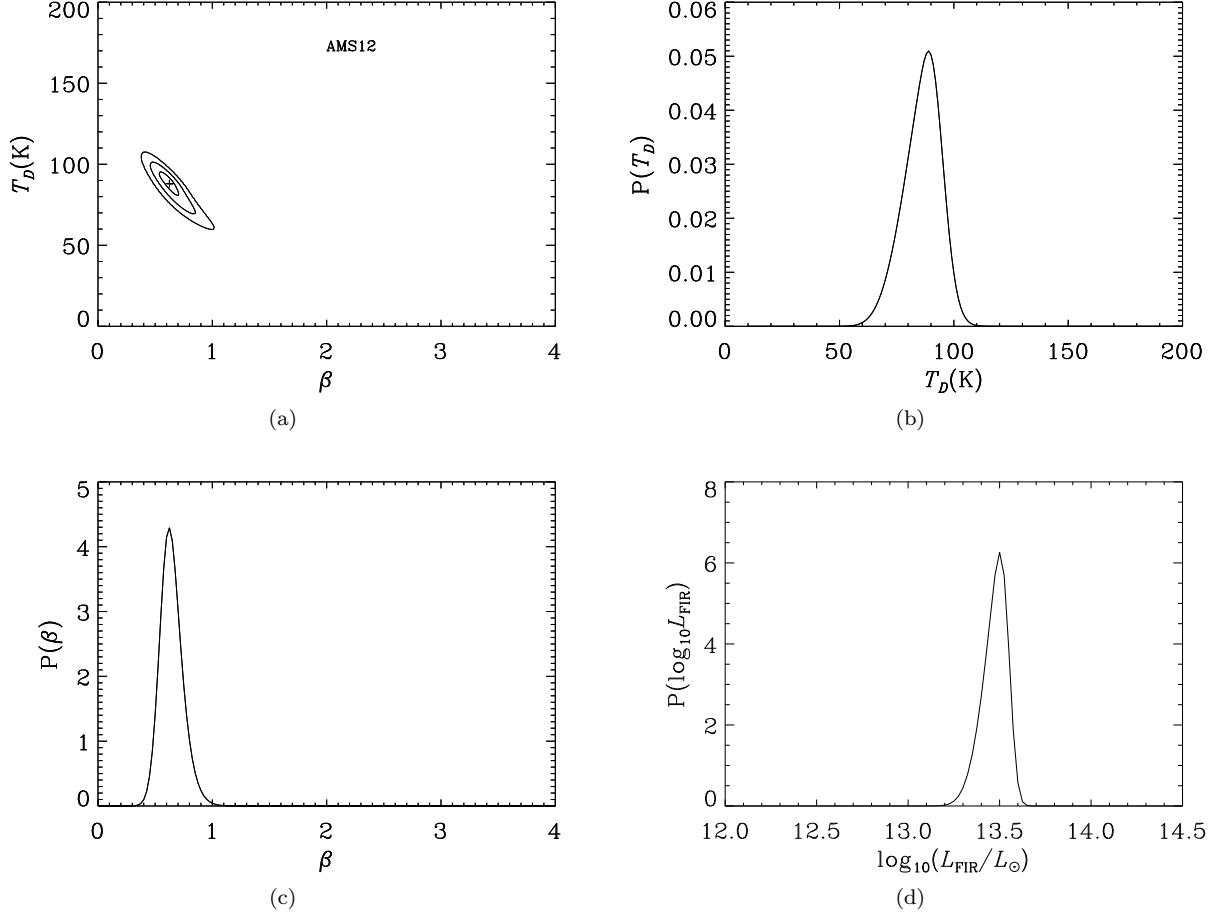 200
150
100
50
0
T_D(K)
AMS12
0 1 2 3 4
β
(a)
0.06
0.05
0.04
0.03
0.02
0.01
0.00
P(T_D)
0 50 100 150 200
T_D(K)
(b)
5
4
3
2
1
0
P(β)
0 1 2 3 4
β
(c)
8
6
4
2
0
P(log₁₀L_FIR)
12.0 12.5 13.0 13.5 14.0 14.5
log₁₀(L_FIR/L_⊙)
(d)